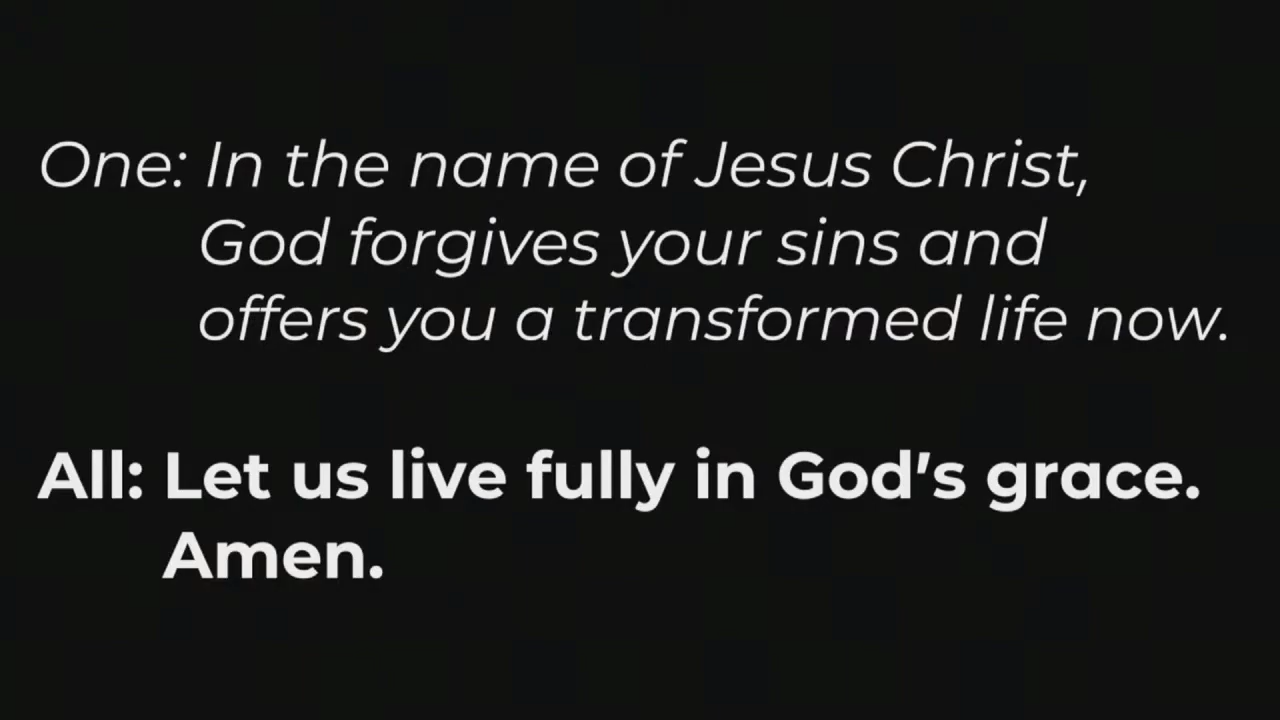 One: In the name of Jesus Christ,
God forgives your sins and
offers you a transformed life now.
All: Let us live fully in God's grace.
Amen.